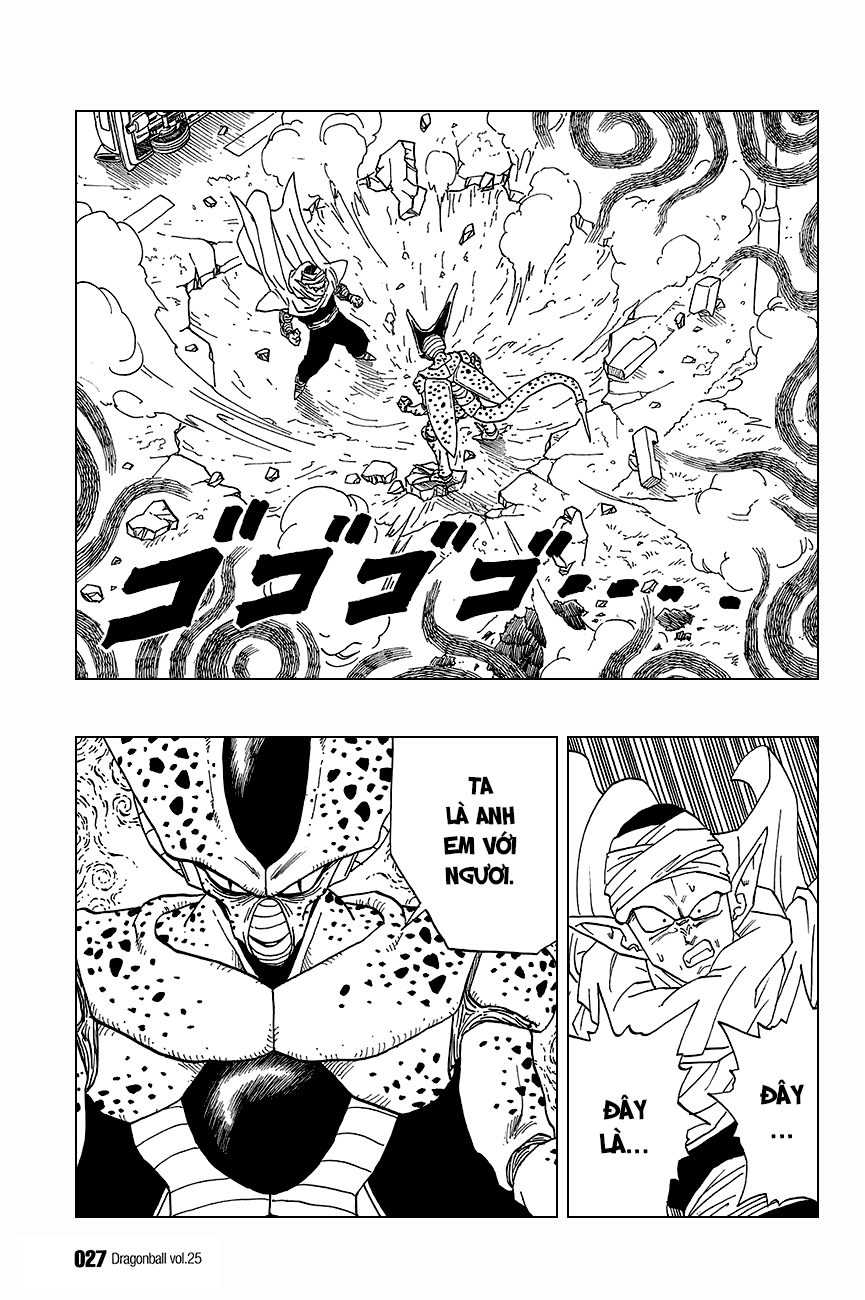 ゴゴゴゴ・・・・
ĐÂY
...
ĐÂY
LÀ...
TA
LÀ ANH
EM VỚI
NGƯƠI.
027 Dragonball vol.25